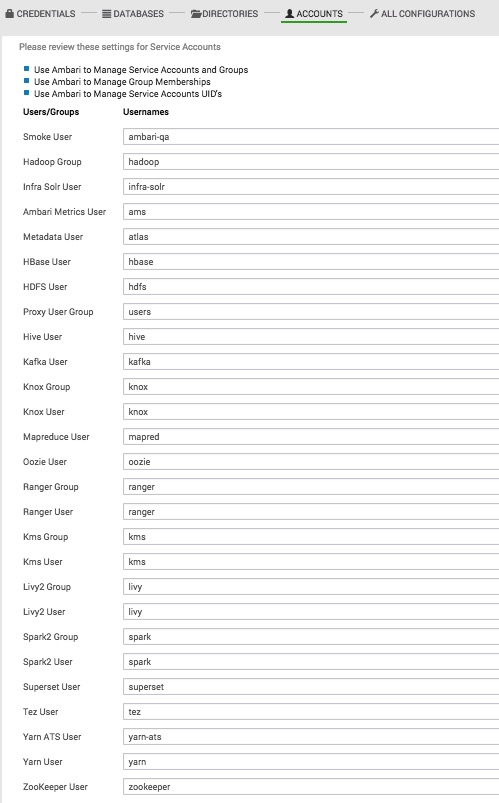 CREDENTIALS DATABASES DIRECTORIES ACCOUNTS ALL CONFIGURATIONS
Please review these settings for Service Accounts
Use Ambari to Manage Service Accounts and Groups
Use Ambari to Manage Group Memberships
Use Ambari to Manage Service Accounts UID's
Users/Groups Usernames
Smoke User ambari-qa
Hadoop Group hadoop
Infra Solr User infra-solr
Ambari Metrics User ams
Metadata User atlas
HBase User hbase
HDFS User hdfs
Proxy User Group users
Hive User hive
Kafka User kafka
Knox Group knox
Knox User knox
Mapreduce User mapred
Oozie User oozie
Ranger Group ranger
Ranger User ranger
Kms Group kms
Kms User kms
Livy2 Group livy
Livy2 User livy
Spark2 Group spark
Spark2 User spark
Superset User superset
Tez User tez
Yarn ATS User yarn-ats
Yarn User yarn
ZooKeeper User zookeeper